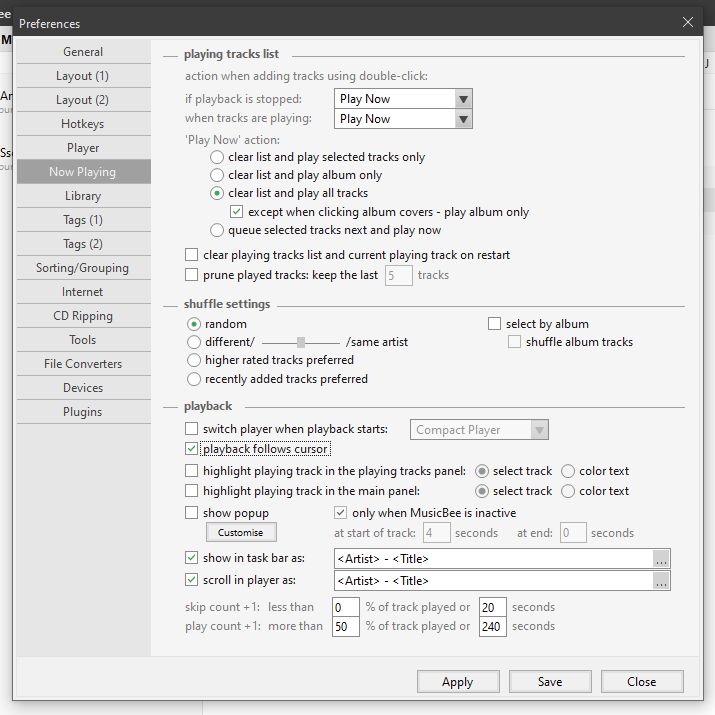 ee
Preferences
M
J
Ar
our
Sse
our
General
Layout (1)
Layout (2)
Hotkeys
Player
Now Playing
Library
Tags (1)
Tags (2)
Sorting/Grouping
Internet
CD Ripping
Tools
File Converters
Devices
Plugins
playing tracks list
action when adding tracks using double-click:
if playback is stopped: Play Now
when tracks are playing: Play Now
'Play Now' action:
clear list and play selected tracks only
clear list and play album only
clear list and play all tracks
except when clicking album covers - play album only
queue selected tracks next and play now
clear playing tracks list and current playing track on restart
prune played tracks: keep the last 5 tracks
shuffle settings
random select by album
different/ /same artist shuffle album tracks
higher rated tracks preferred
recently added tracks preferred
playback
switch player when playback starts: Compact Player
playback follows cursor
highlight playing track in the playing tracks panel: select track color text
highlight playing track in the main panel: select track color text
show popup only when MusicBee is inactive
Customise at start of track: 4 seconds at end: 0 seconds
show in task bar as: <Artist> - <Title> ...
scroll in player as: <Artist> - <Title> ...
skip count +1: less than 0 % of track played or 20 seconds
play count +1: more than 50 % of track played or 240 seconds
Apply Save Close